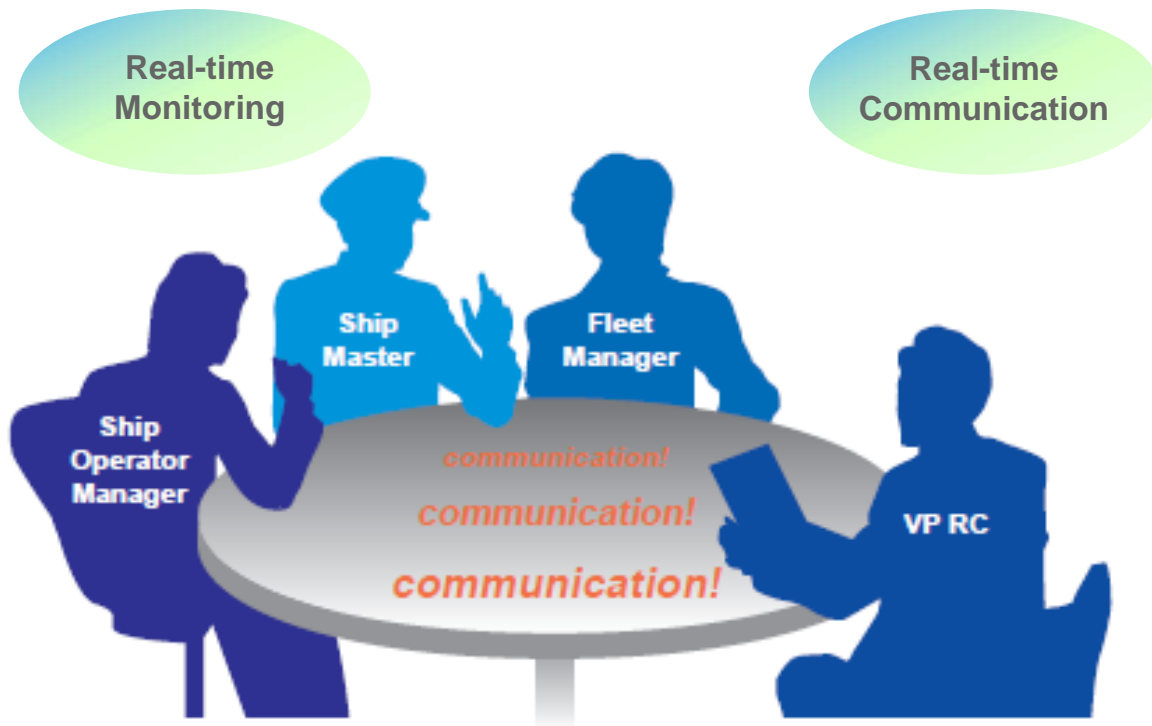 Real-time
Monitoring
Real-time
Communication
Ship
Master
Fleet
Manager
Ship
Operator
Manager
communication!
communication!
communication!
VP RC